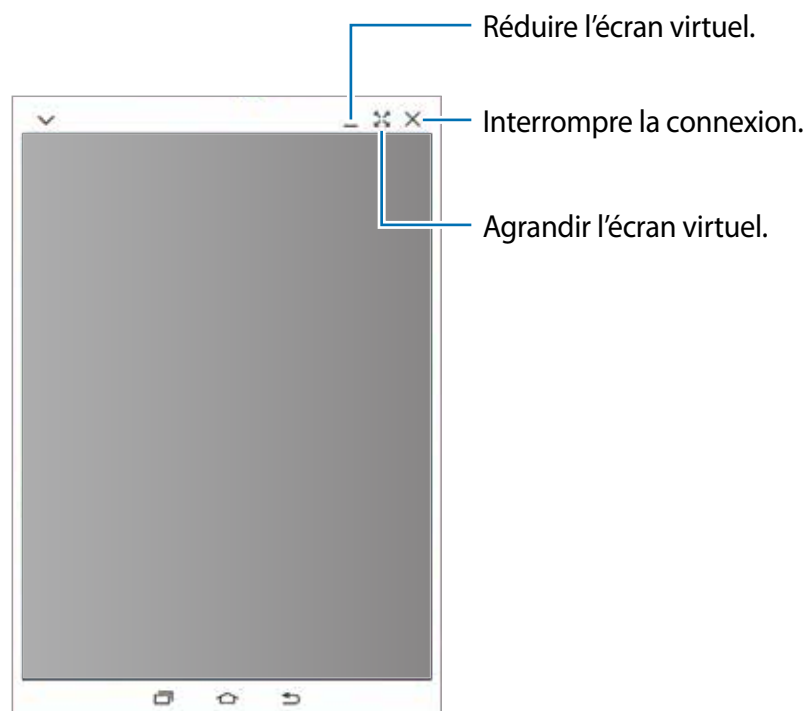 Réduire l’écran virtuel.
Interrompre la connexion.
Agrandir l’écran virtuel.